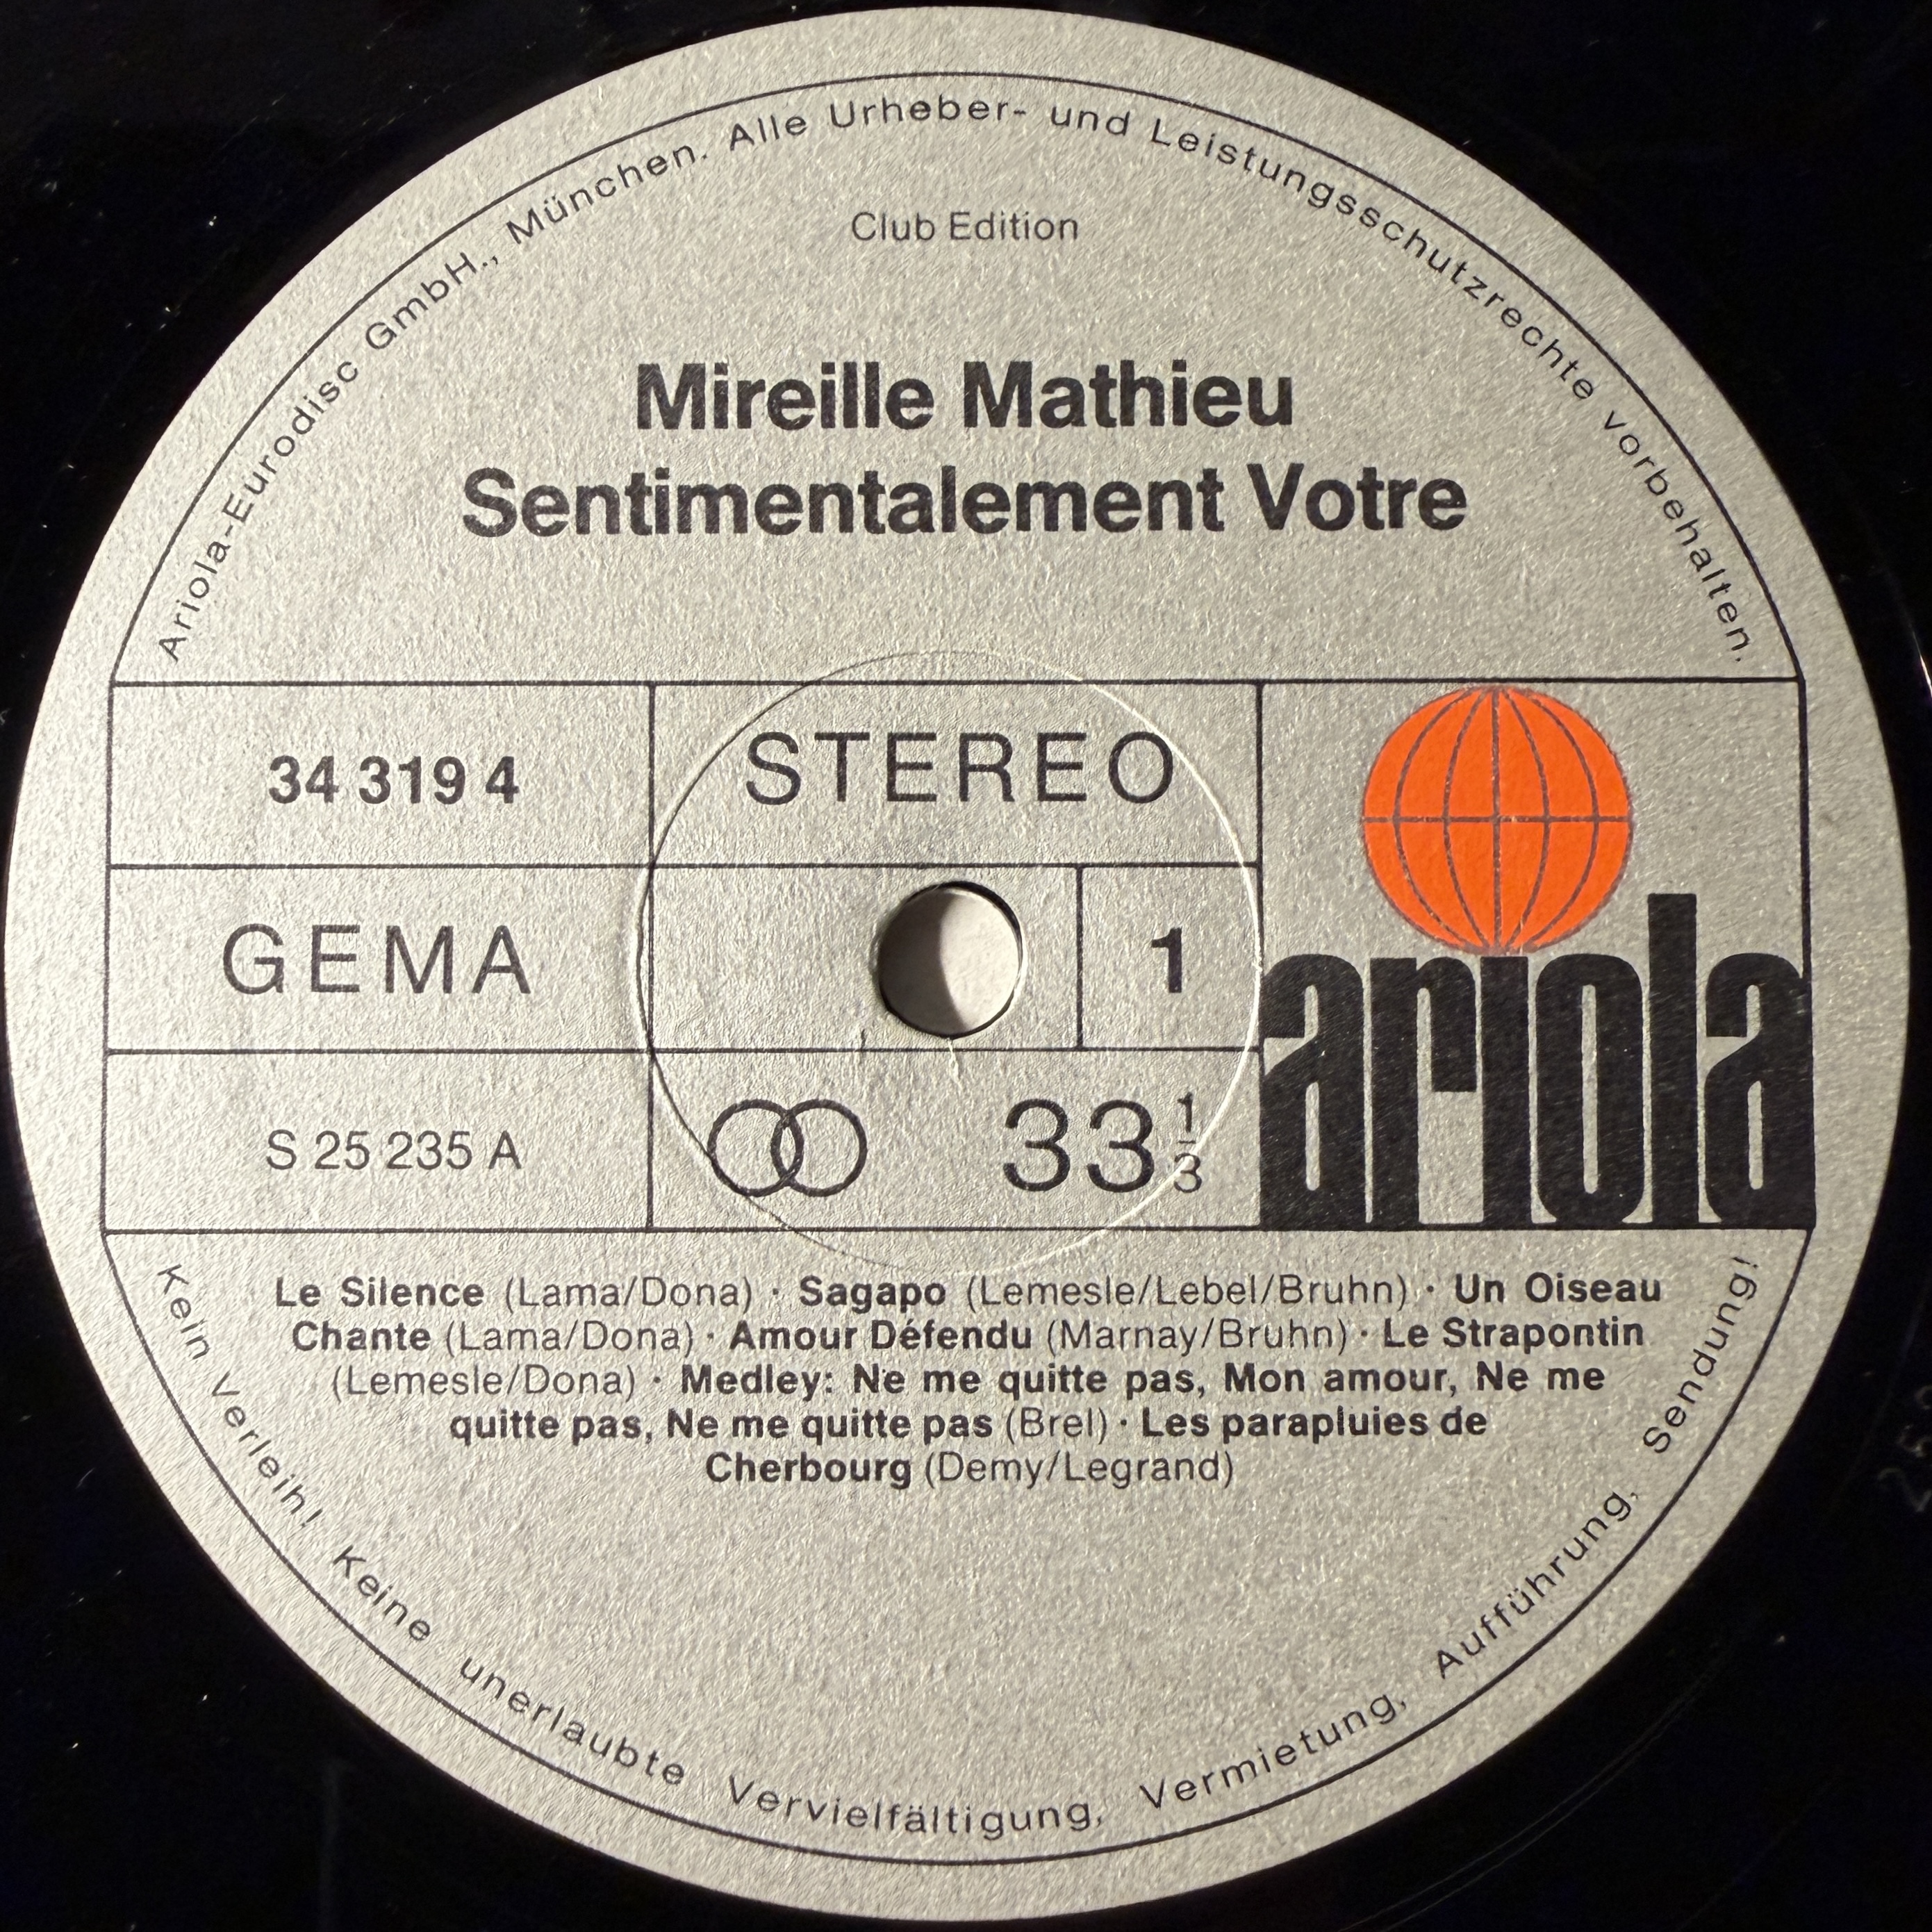 Ariola-Eurodisc GmbH., München. Alle Urheber- und Leistungsschutzrechte vorbehalten.
Club Edition
Mireille Mathieu
Sentimentalement Votre
34 319 4
STEREO
GEMA
1
S 25 235 A
33 1/3
ariola
Le Silence (Lama/Dona) · Sagapo (Lemesle/Lebel/Bruhn) · Un Oiseau
Chante (Lama/Dona) · Amour Défendu (Marnay/Bruhn) · Le Strapontin
(Lemesle/Dona) · Medley: Ne me quitte pas, Mon amour, Ne me
quitte pas, Ne me quitte pas (Brel) · Les parapluies de
Cherbourg (Demy/Legrand)
Kein Verleih! Keine unerlaubte Vervielfältigung, Vermietung, Aufführung, Sendung!